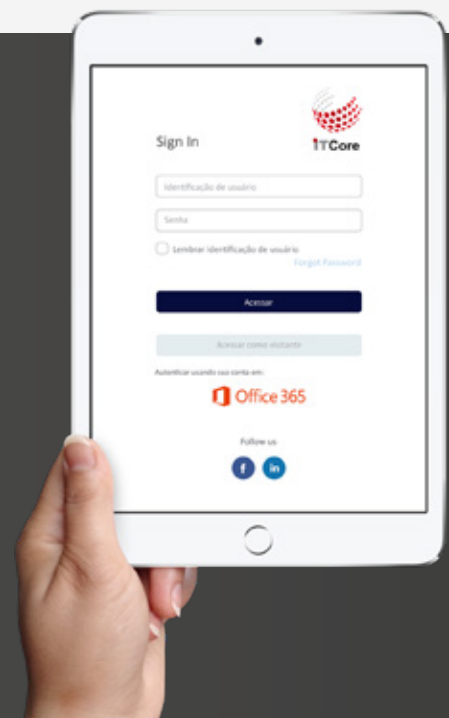 Sign In
iTCore
Identificação de usuário
Senha
Lembrar identificação de usuário
Forgot Password
Acessar
Acessar como visitante
Autenticar usando sua conta em:
Office 365
Follow us
f in